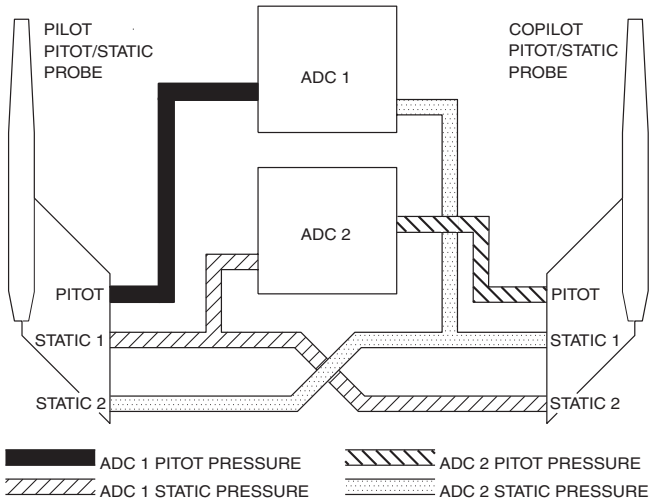 PILOT
PITOT/STATIC
PROBE
COPILOT
PITOT/STATIC
PROBE
ADC 1
ADC 2
PITOT
PITOT
STATIC 1
STATIC 1
STATIC 2
STATIC 2
ADC 1 PITOT PRESSURE
ADC 2 PITOT PRESSURE
ADC 1 STATIC PRESSURE
ADC 2 STATIC PRESSURE